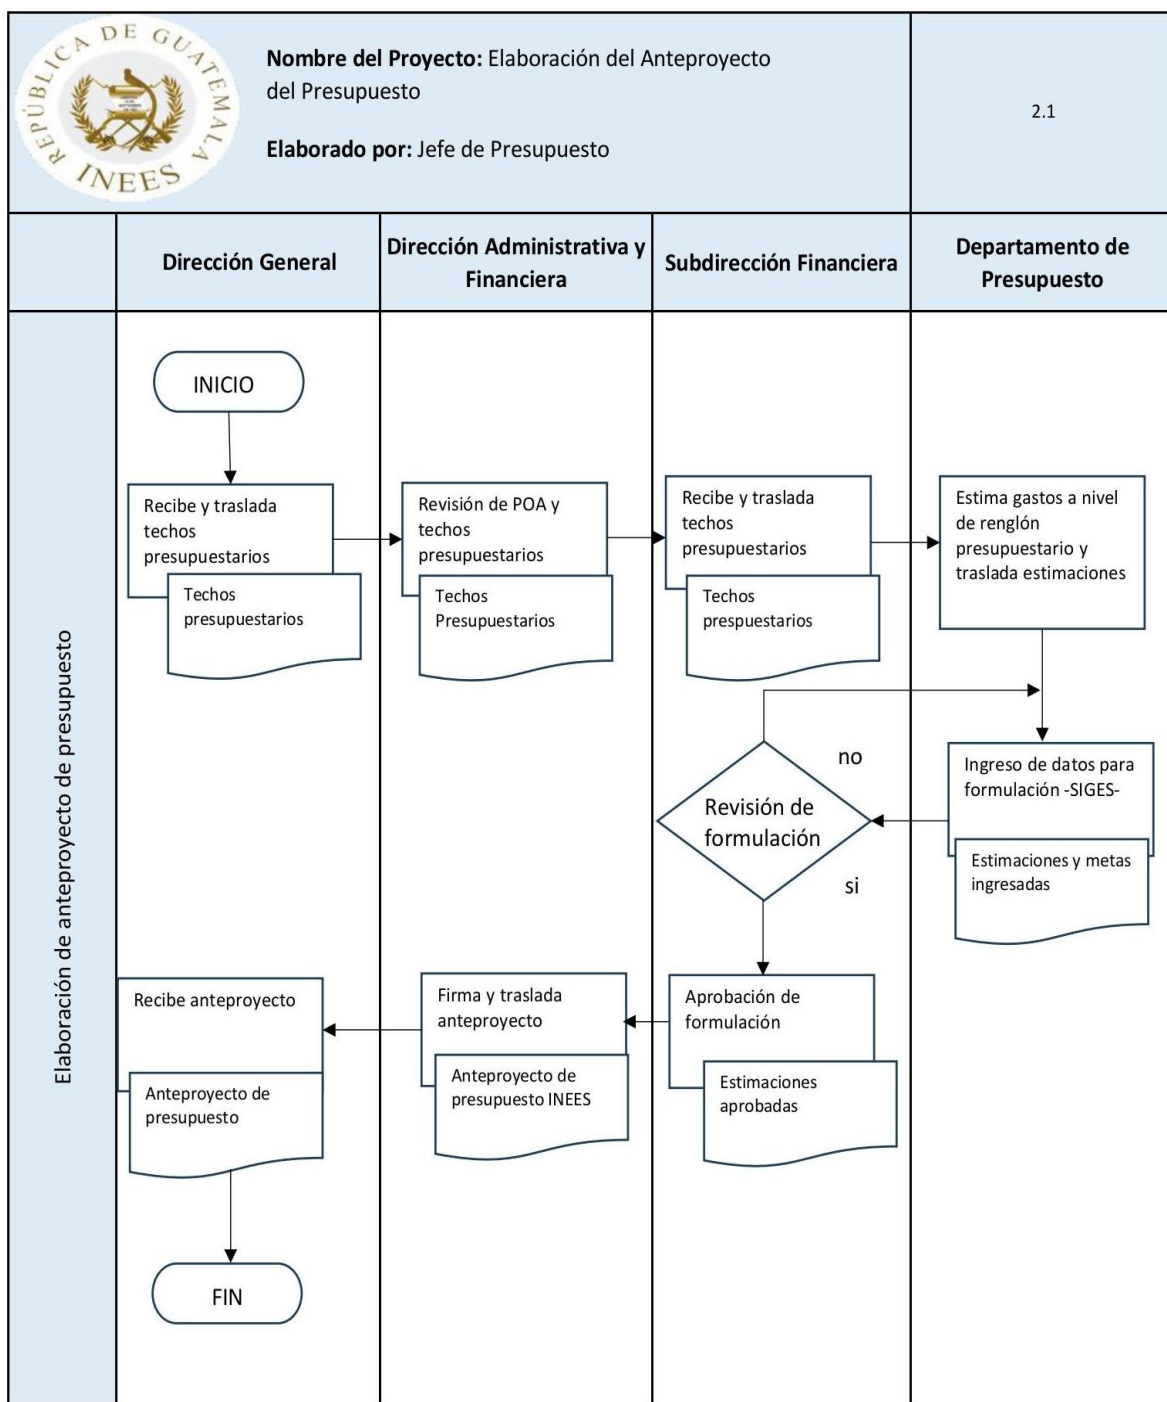 REPÚBLICA DE GUATEMALA
INEES
Nombre del Proyecto: Elaboración del Anteproyecto
del Presupuesto
Elaborado por: Jefe de Presupuesto
2.1
Dirección General
Dirección Administrativa y
Financiera
Subdirección Financiera
Departamento de
Presupuesto
Elaboración de anteproyecto de presupuesto
INICIO
Recibe y traslada
techos
presupuestarios
Techos
presupuestarios
Revisión de POA y
techos
presupuestarios
Techos
Presupuestarios
Recibe y traslada
techos
presupuestarios
Techos
prespuestarios
Estima gastos a nivel
de renglón
presupuestario y
traslada estimaciones
Ingreso de datos para
formulación -SIGES-
Estimaciones y metas
ingresadas
no
Revisión de
formulación
si
Aprobación de
formulación
Estimaciones
aprobadas
Firma y traslada
anteproyecto
Anteproyecto de
presupuesto INEES
Recibe anteproyecto
Anteproyecto de
presupuesto
FIN